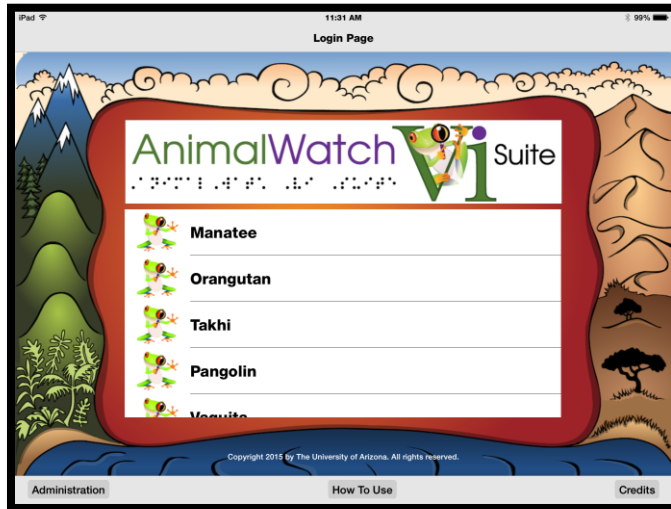 iPad 11:31 AM 99%
Login Page
AnimalWatch Vi Suite
Manatee
Orangutan
Takhi
Pangolin
Vaquita
Copyright 2015 by The University of Arizona. All rights reserved.
Administration How To Use Credits